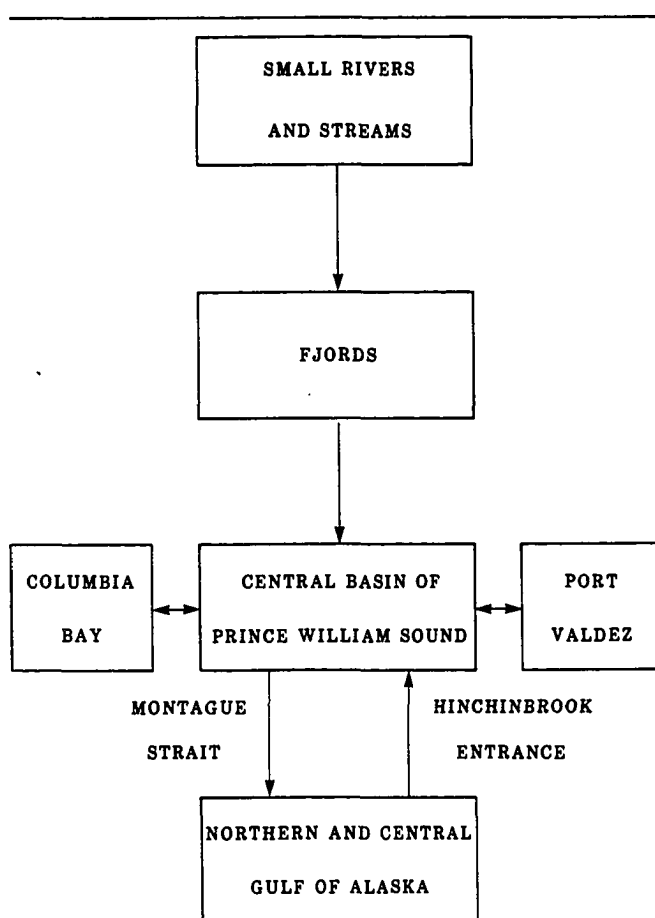 SMALL RIVERS
AND STREAMS
FJORDS
COLUMBIA
BAY
CENTRAL BASIN OF
PRINCE WILLIAM SOUND
PORT
VALDEZ
MONTAGUE
STRAIT
HINCHINBROOK
ENTRANCE
NORTHERN AND CENTRAL
GULF OF ALASKA